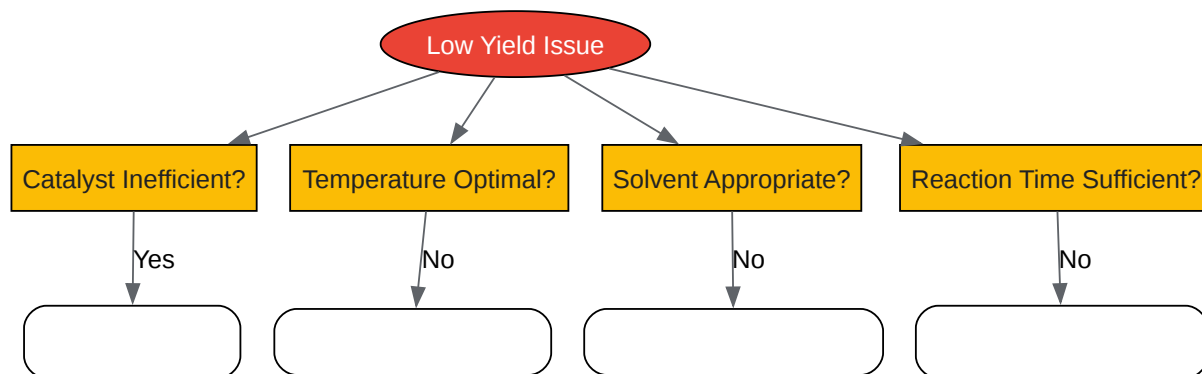 Low Yield Issue
Catalyst Inefficient?
Temperature Optimal?
Solvent Appropriate?
Reaction Time Sufficient?
Yes
No
No
No